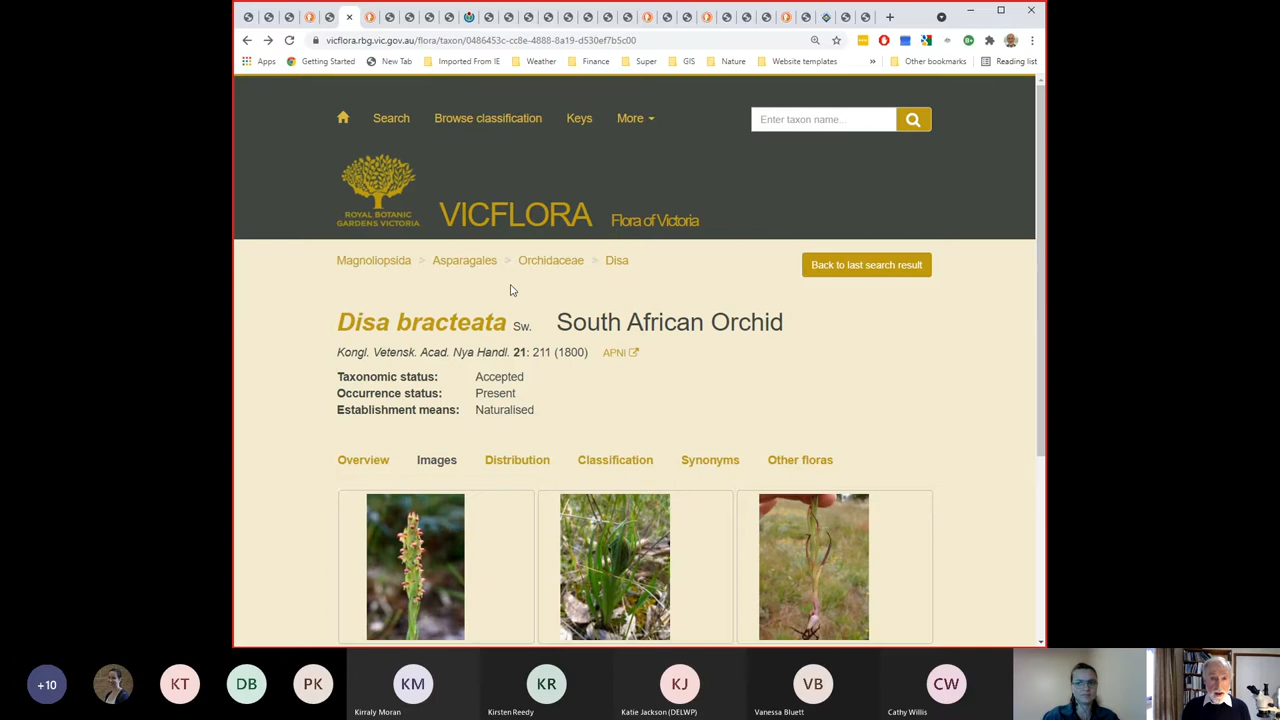 vicflora.rbg.vic.gov.au/flora/taxon/0486453c-cc8e-4888-8a19-d530ef7b5c00
Apps Getting Started New Tab Imported From IE Weather Finance Super GIS Nature Website templates » Other bookmarks Reading list
Search Browse classification Keys More Enter taxon name...
ROYAL BOTANIC
GARDENS VICTORIA
VICFLORA Flora of Victoria
Magnoliopsida > Asparagales > Orchidaceae > Disa Back to last search result
Disa bracteata Sw. South African Orchid
Kongl. Vetensk. Acad. Nya Handl. 21: 211 (1800) APNI
Taxonomic status: Accepted
Occurrence status: Present
Establishment means: Naturalised
Overview Images Distribution Classification Synonyms Other floras
+10 KT DB PK KM KR KJ VB CW
Kirraly Moran Kirsten Reedy Katie Jackson (DELWP) Vanessa Bluett Cathy Willis